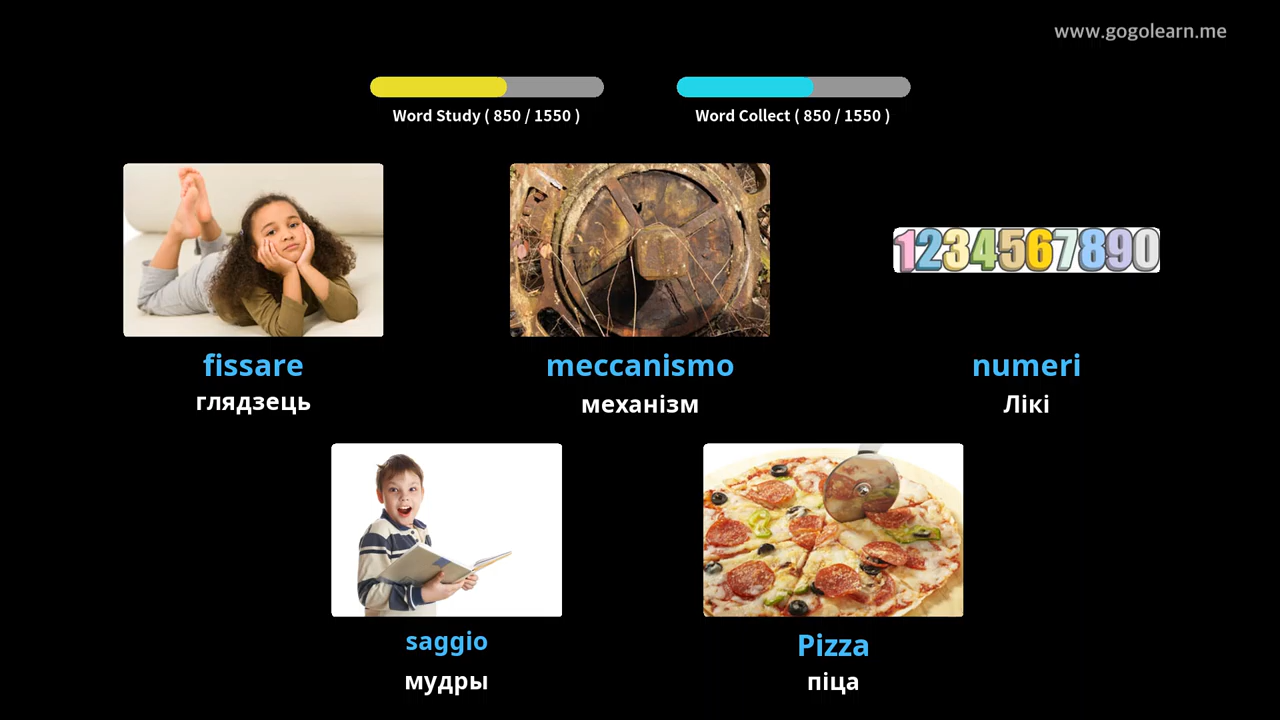 www.gogolearn.me
Word Study ( 850 / 1550 )
Word Collect ( 850 / 1550 )
1234567890
fissare
глядзець
meccanismo
механізм
numeri
Лікі
saggio
мудры
Pizza
піца